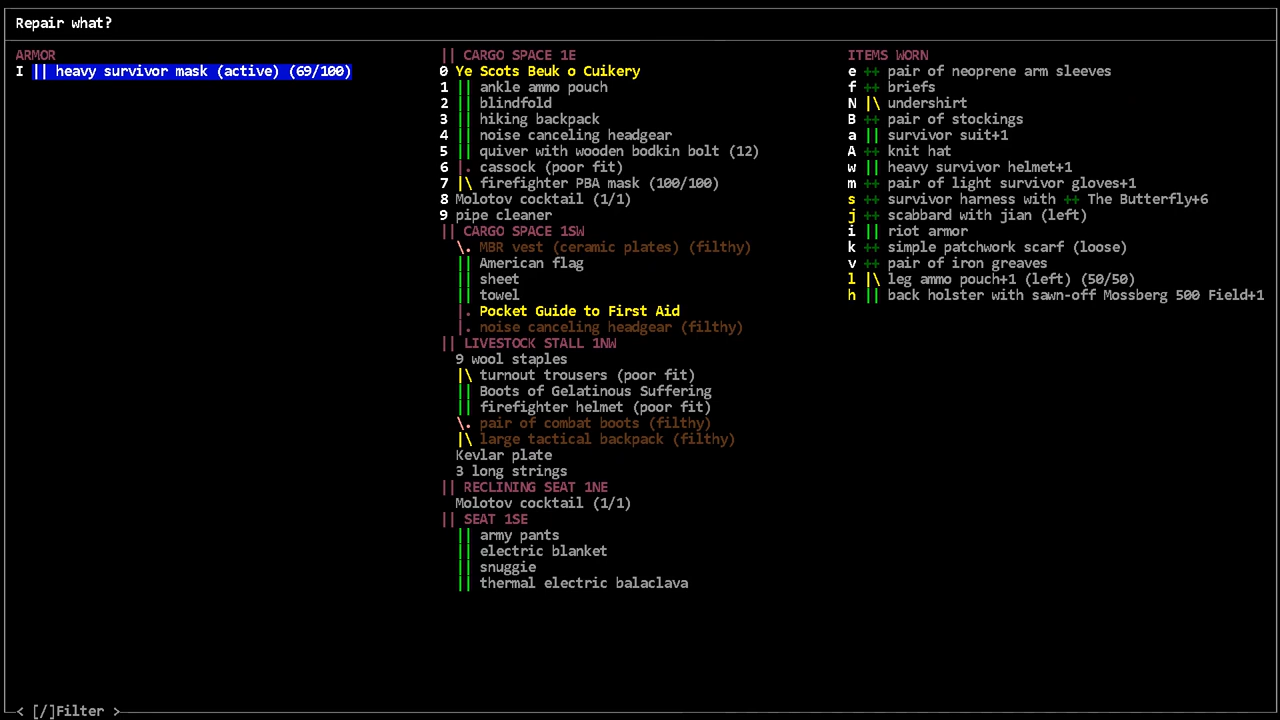 Repair what?
ARMOR
I || heavy survivor mask (active) (69/100)
|| CARGO SPACE 1E
0 Ye Scots Beuk o Cuikery
1 || ankle ammo pouch
2 || blindfold
3 || hiking backpack
4 || noise canceling headgear
5 || quiver with wooden bodkin bolt (12)
6 |. cassock (poor fit)
7 |\ firefighter PBA mask (100/100)
8 Molotov cocktail (1/1)
9 pipe cleaner
|| CARGO SPACE 1SW
\. MBR vest (ceramic plates) (filthy)
|| American flag
|| sheet
|| towel
|. Pocket Guide to First Aid
|. noise canceling headgear (filthy)
|| LIVESTOCK STALL 1NW
9 wool staples
|\ turnout trousers (poor fit)
|| Boots of Gelatinous Suffering
|| firefighter helmet (poor fit)
\. pair of combat boots (filthy)
|\ large tactical backpack (filthy)
Kevlar plate
3 long strings
|| RECLINING SEAT 1NE
Molotov cocktail (1/1)
|| SEAT 1SE
|| army pants
|| electric blanket
|| snuggie
|| thermal electric balaclava
ITEMS WORN
e ++ pair of neoprene arm sleeves
f ++ briefs
N |\ undershirt
B ++ pair of stockings
a || survivor suit+1
A ++ knit hat
w || heavy survivor helmet+1
m ++ pair of light survivor gloves+1
s ++ survivor harness with ++ The Butterfly+6
j ++ scabbard with jian (left)
i || riot armor
k ++ simple patchwork scarf (loose)
v ++ pair of iron greaves
l |\ leg ammo pouch+1 (left) (50/50)
h || back holster with sawn-off Mossberg 500 Field+1
< [/]Filter >